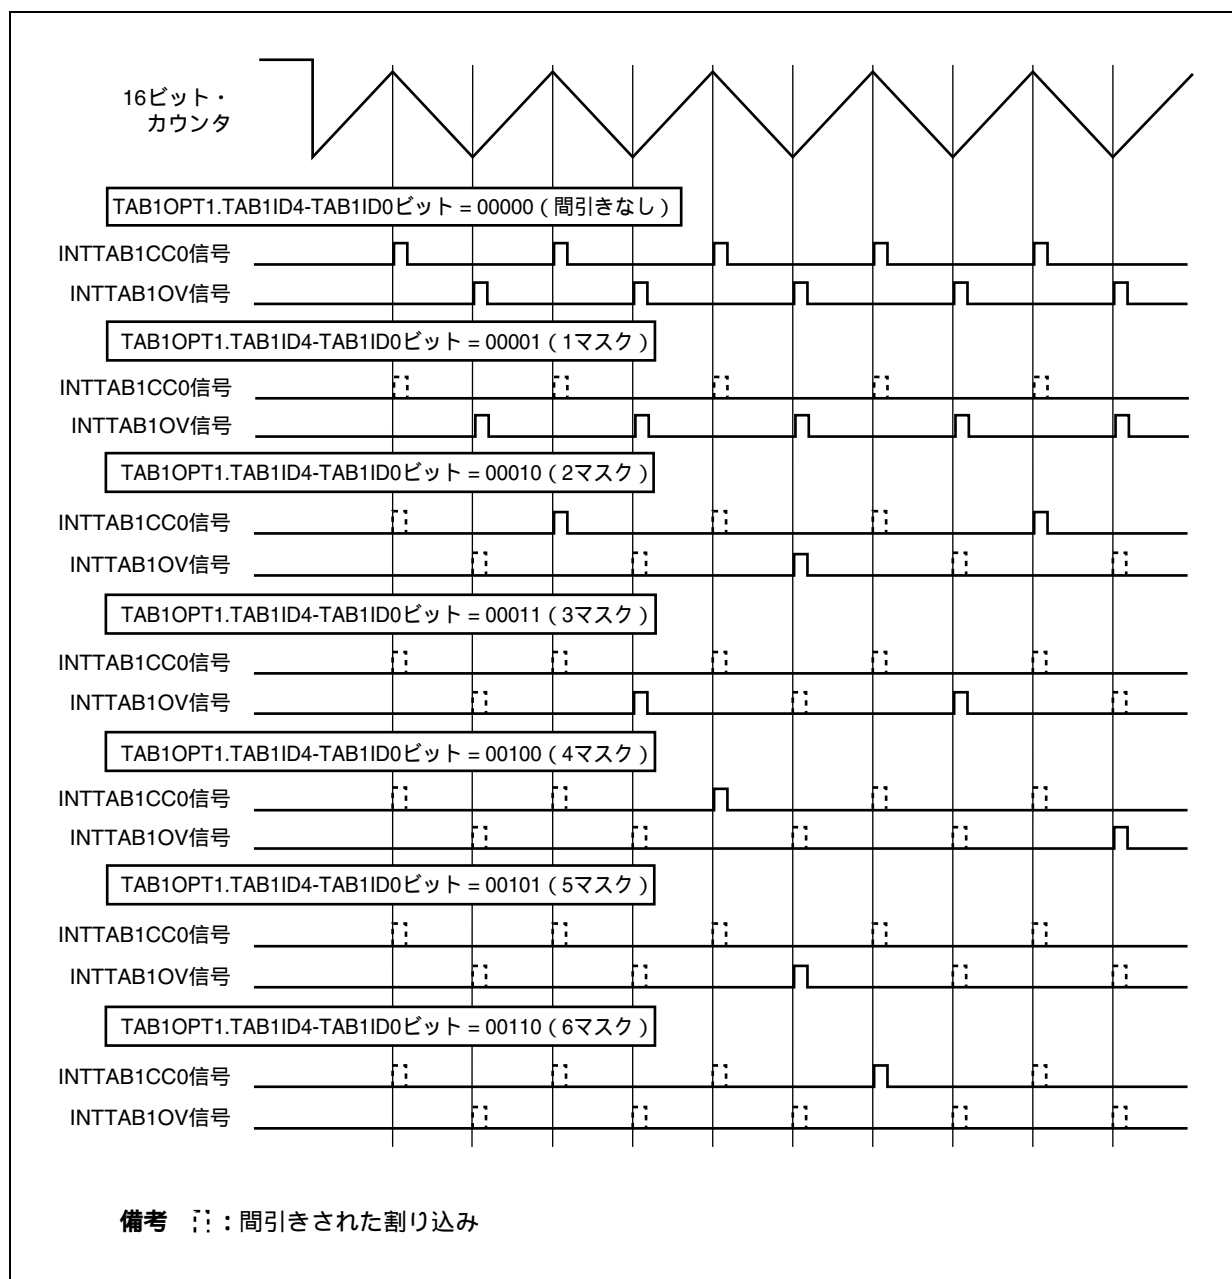 16ビット・
カウンタ
TAB1OPT1.TAB1ID4-TAB1ID0ビット = 00000（間引きなし）
INTTAB1CC0信号
INTTAB1OV信号
TAB1OPT1.TAB1ID4-TAB1ID0ビット = 00001（1マスク）
INTTAB1CC0信号
INTTAB1OV信号
TAB1OPT1.TAB1ID4-TAB1ID0ビット = 00010（2マスク）
INTTAB1CC0信号
INTTAB1OV信号
TAB1OPT1.TAB1ID4-TAB1ID0ビット = 00011（3マスク）
INTTAB1CC0信号
INTTAB1OV信号
TAB1OPT1.TAB1ID4-TAB1ID0ビット = 00100（4マスク）
INTTAB1CC0信号
INTTAB1OV信号
TAB1OPT1.TAB1ID4-TAB1ID0ビット = 00101（5マスク）
INTTAB1CC0信号
INTTAB1OV信号
TAB1OPT1.TAB1ID4-TAB1ID0ビット = 00110（6マスク）
INTTAB1CC0信号
INTTAB1OV信号
備考 ：間引きされた割り込み